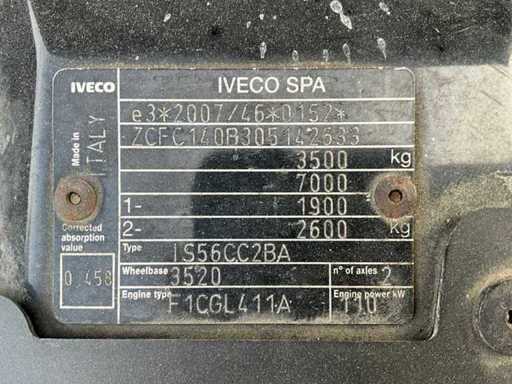 IVECO IVECO SPA
e3*2007/46*0152*
ZCFC140B305142633
3500 kg
7000
1- 1900
2- 2600 kg
Made in ITALY
Corrected absorption value
0.458
Type IS56CC2BA
Wheelbase 3520 n° of axles 2
Engine type F1CGL411A Engine power kW 110